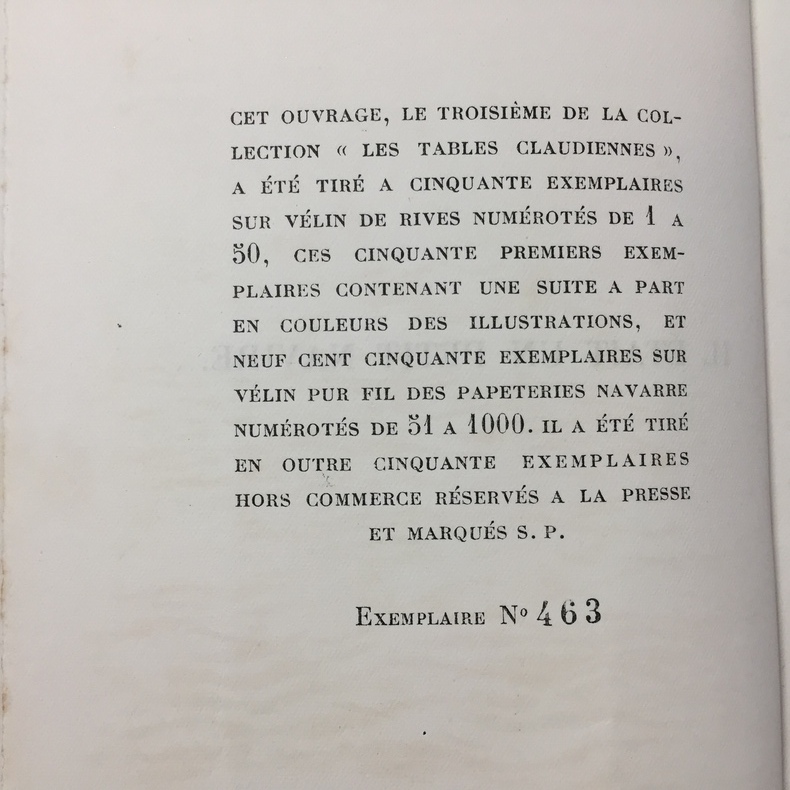 CET OUVRAGE, LE TROISIÈME DE LA COL-
LECTION « LES TABLES CLAUDIENNES »,
A ÉTÉ TIRÉ A CINQUANTE EXEMPLAIRES
SUR VÉLIN DE RIVES NUMÉROTÉS DE 1 A
50, CES CINQUANTE PREMIERS EXEM-
PLAIRES CONTENANT UNE SUITE A PART
EN COULEURS DES ILLUSTRATIONS, ET
NEUF CENT CINQUANTE EXEMPLAIRES SUR
VÉLIN PUR FIL DES PAPETERIES NAVARRE
NUMÉROTÉS DE 51 A 1000. IL A ÉTÉ TIRÉ
EN OUTRE CINQUANTE EXEMPLAIRES
HORS COMMERCE RÉSERVÉS A LA PRESSE
ET MARQUÉS S. P.
EXEMPLAIRE Nº 463